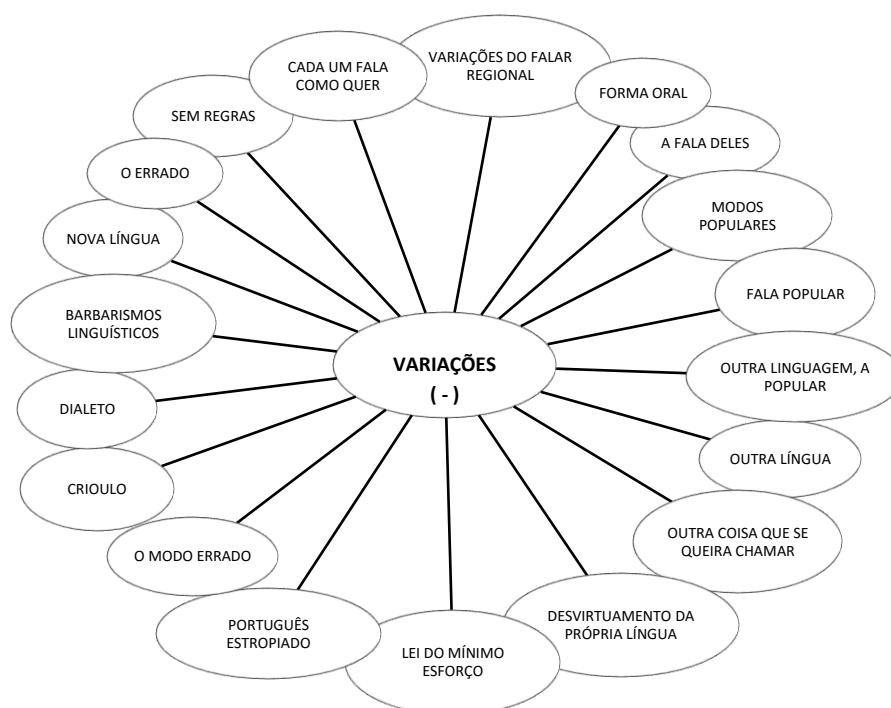 VARIAÇÕES DO FALAR
REGIONAL
CADA UM FALA
COMO QUER
FORMA ORAL
SEM REGRAS
A FALA DELES
O ERRADO
MODOS
POPULARES
NOVA LÍNGUA
FALA POPULAR
BARBARISMOS
LINGUÍSTICOS
VARIAÇÕES
( - )
OUTRA LINGUAGEM, A
POPULAR
DIALETO
OUTRA LÍNGUA
CRIOULO
OUTRA COISA QUE SE
QUEIRA CHAMAR
O MODO ERRADO
DESVIRTUAMENTO DA
PRÓPRIA LÍNGUA
PORTUGUÊS
ESTROPIADO
LEI DO MÍNIMO
ESFORÇO